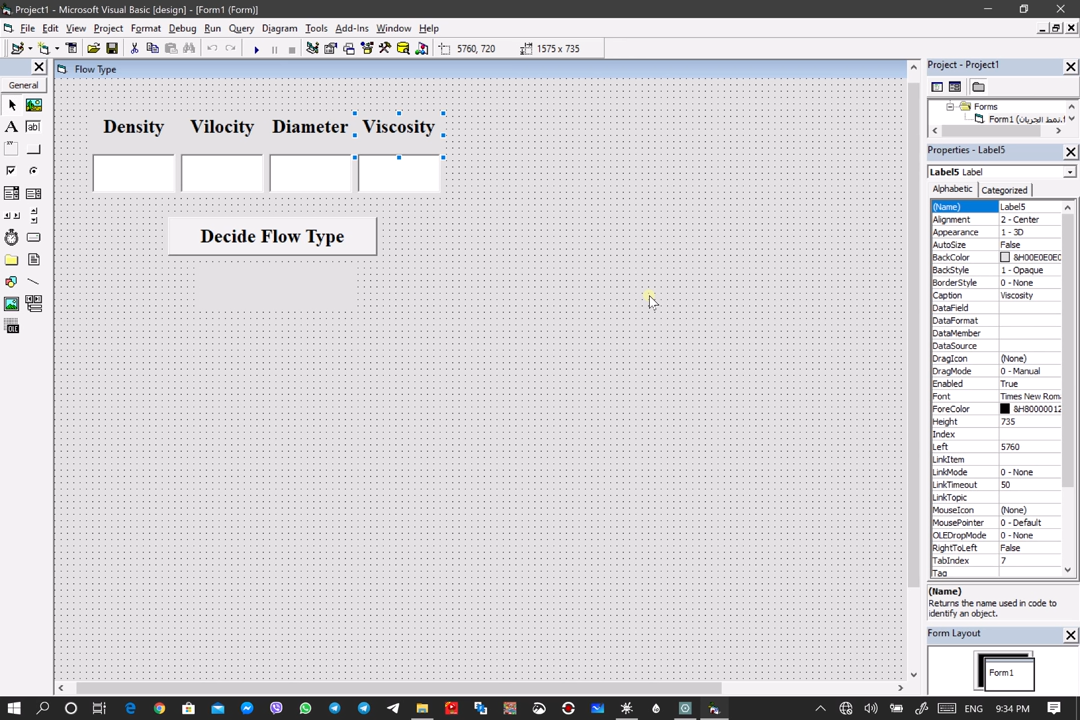 Project1 - Microsoft Visual Basic [design] - [Form1 (Form)]
File Edit View Project Format Debug Run Query Diagram Tools Add-Ins Window Help
5760, 720 1575 x 735
General
Flow Type
Density Vilocity Diameter Viscosity
Decide Flow Type
Project - Project1
Forms
Form1 (نمط الجريان.f
Properties - Label5
Label5 Label
Alphabetic Categorized
(Name) Label5
Alignment 2 - Center
Appearance 1 - 3D
AutoSize False
BackColor &H00E0E0E0
BackStyle 1 - Opaque
BorderStyle 0 - None
Caption Viscosity
DataField
DataFormat
DataMember
DataSource
DragIcon (None)
DragMode 0 - Manual
Enabled True
Font Times New Rom
ForeColor &H80000012
Height 735
Index
Left 5760
LinkItem
LinkMode 0 - None
LinkTimeout 50
LinkTopic
MouseIcon (None)
MousePointer 0 - Default
OLEDropMode 0 - None
RightToLeft False
TabIndex 7
Tag
(Name)
Returns the name used in code to
identify an object.
Form Layout
Form1
ENG 9:34 PM